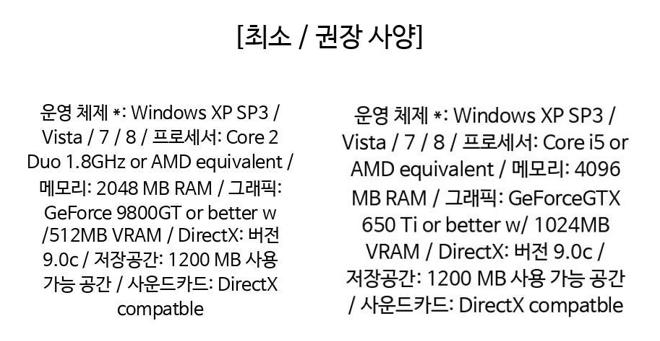 [최소 / 권장 사양]
운영 체제 *: Windows XP SP3 /
Vista / 7 / 8 / 프로세서: Core 2
Duo 1.8GHz or AMD equivalent /
메모리: 2048 MB RAM / 그래픽:
GeForce 9800GT or better w
/512MB VRAM / DirectX: 버전
9.0c / 저장공간: 1200 MB 사용
가능 공간 / 사운드카드: DirectX
compatble
운영 체제 *: Windows XP SP3 /
Vista / 7 / 8 / 프로세서: Core i5 or
AMD equivalent / 메모리: 4096
MB RAM / 그래픽: GeForceGTX
650 Ti or better w/ 1024MB
VRAM / DirectX: 버전 9.0c /
저장공간: 1200 MB 사용 가능 공간
/ 사운드카드: DirectX compatble